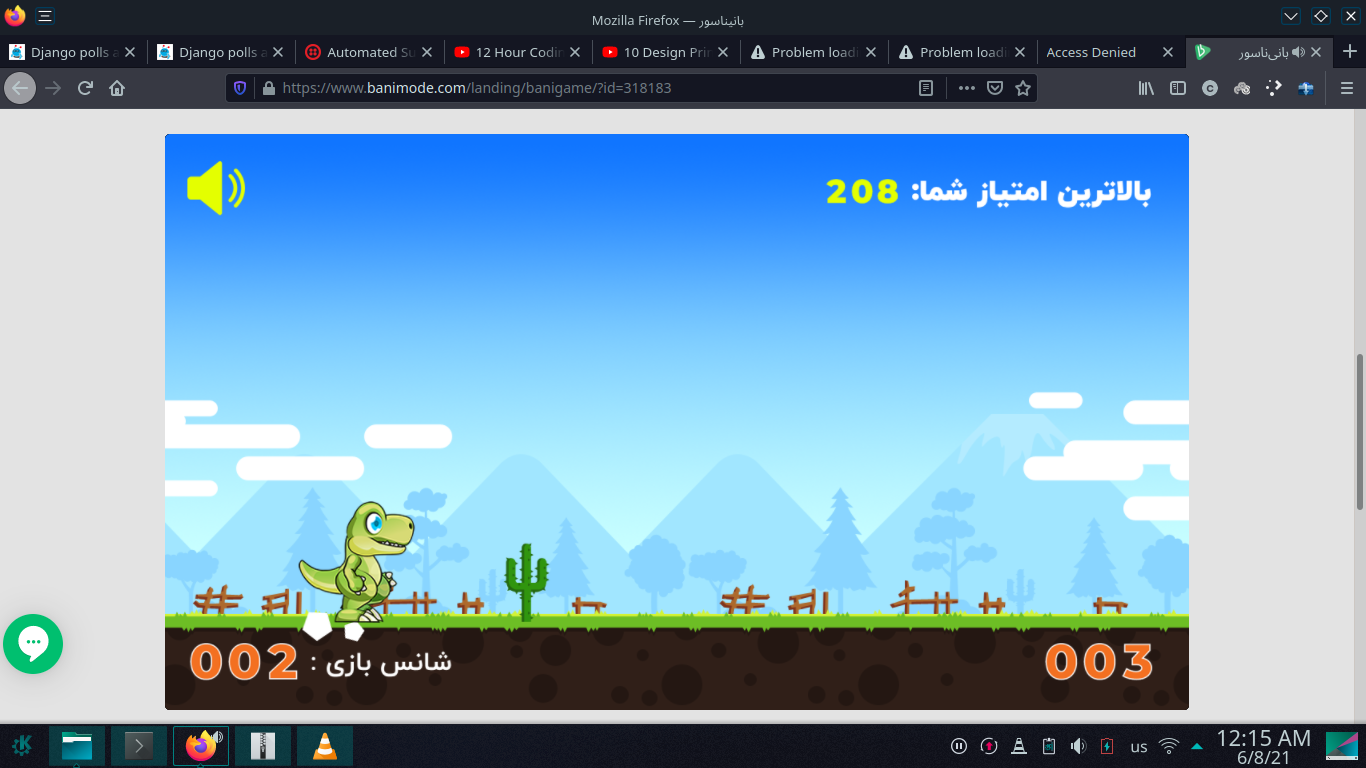 بانیناسور — Mozilla Firefox
Django polls a
Django polls a
Automated Su
12 Hour Codin
10 Design Prin
Problem loadi
Problem loadi
Access Denied
بانی‌ناسور
https://www.banimode.com/landing/banigame/?id=318183
بالاترین امتیاز شما: 208
شانس بازی : 002
003
us
12:15 AM
6/8/21